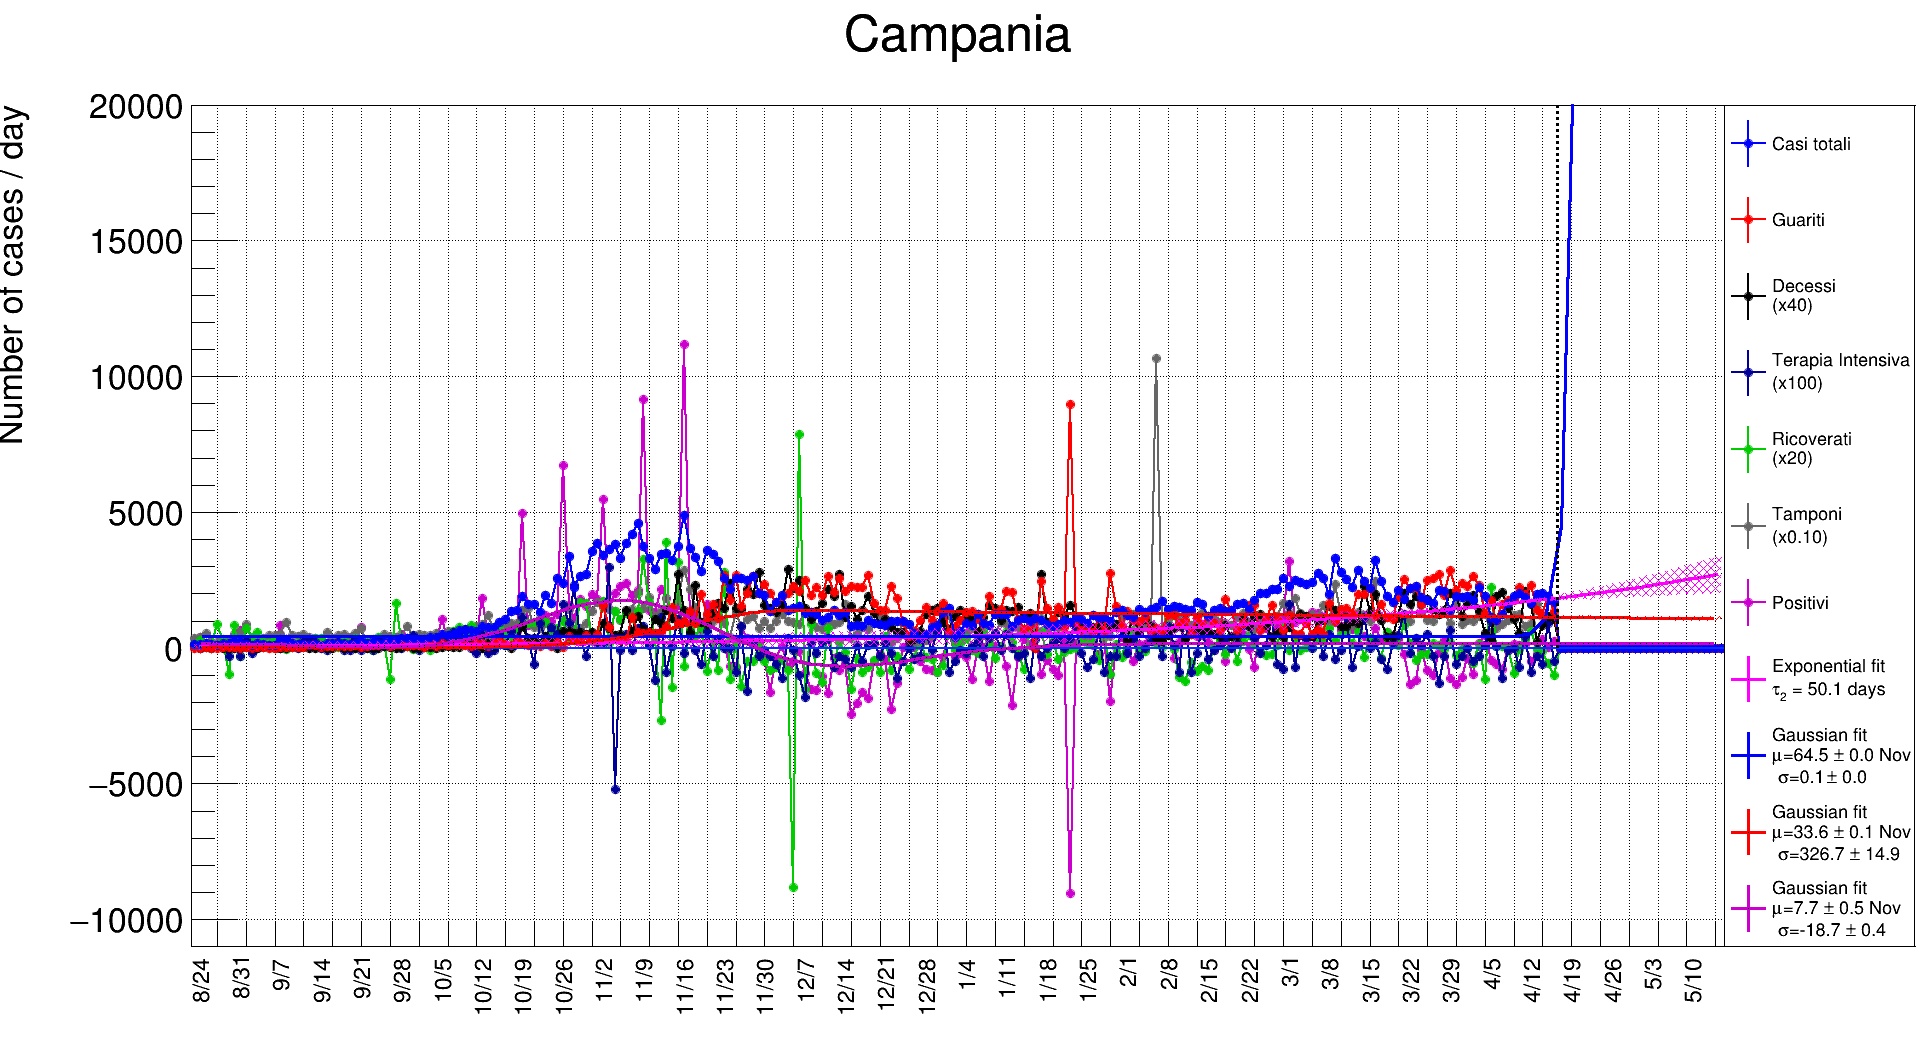 Campania
Number of cases / day
20000
15000
10000
5000
0
−5000
−10000
8/24
8/31
9/7
9/14
9/21
9/28
10/5
10/12
10/19
10/26
11/2
11/9
11/16
11/23
11/30
12/7
12/14
12/21
12/28
1/4
1/11
1/18
1/25
2/1
2/8
2/15
2/22
3/1
3/8
3/15
3/22
3/29
4/5
4/12
4/19
4/26
5/3
5/10
Casi totali
Guariti
Decessi
(x40)
Terapia Intensiva
(x100)
Ricoverati
(x20)
Tamponi
(x0.10)
Positivi
Exponential fit
τ₂ = 50.1 days
Gaussian fit
μ=64.5 ± 0.0 Nov
σ=0.1 ± 0.0
Gaussian fit
μ=33.6 ± 0.1 Nov
σ=326.7 ± 14.9
Gaussian fit
μ=7.7 ± 0.5 Nov
σ=-18.7 ± 0.4